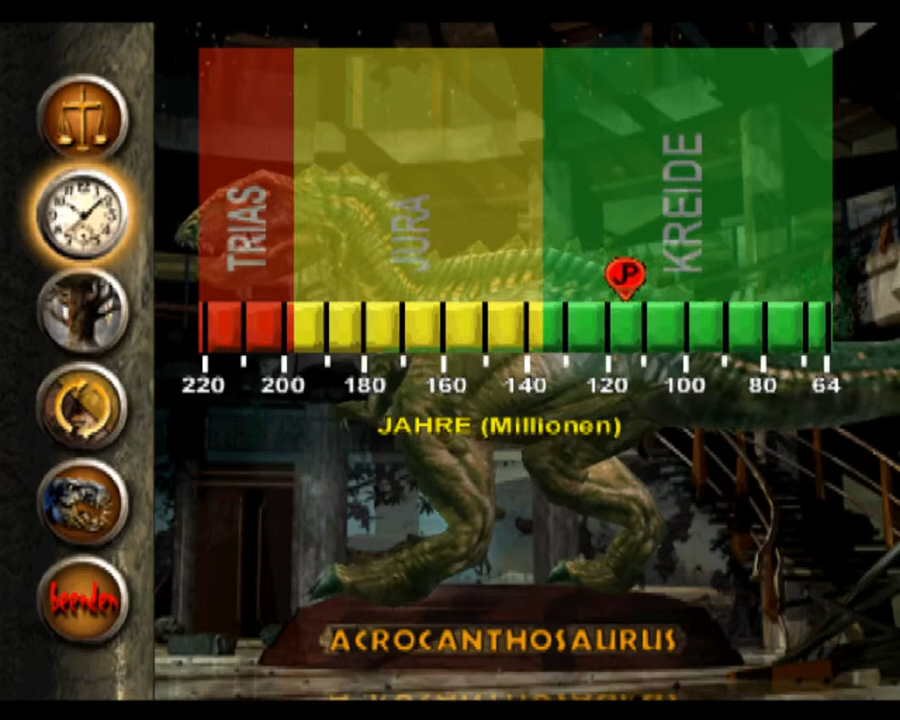 TRIAS
JURA
KREIDE
JP
220 200 180 160 140 120 100 80 64
JAHRE (Millionen)
beenden
ACROCANTHOSAURUS